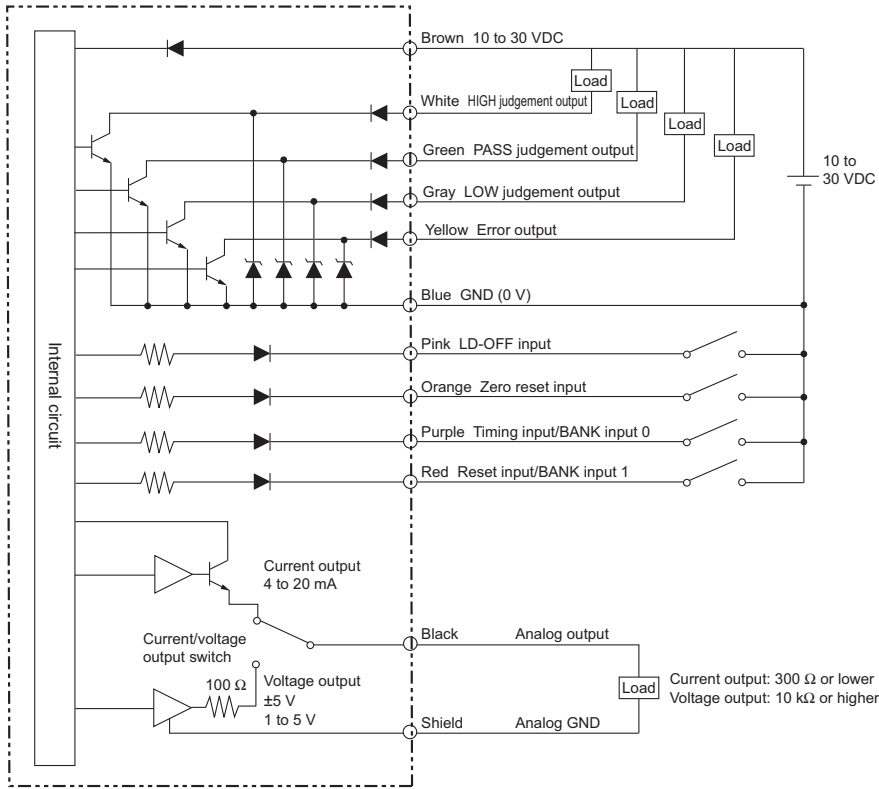 Brown 10 to 30 VDC
Load
White HIGH judgement output
Load
Load
Green PASS judgement output
Load
10 to
30 VDC
Gray LOW judgement output
Yellow Error output
Blue GND (0 V)
Internal circuit
Pink LD-OFF input
Orange Zero reset input
Purple Timing input/BANK input 0
Red Reset input/BANK input 1
Current output
4 to 20 mA
Current/voltage
output switch
Black Analog output
100 Ω
Voltage output
±5 V
1 to 5 V
Load
Current output: 300 Ω or lower
Voltage output: 10 kΩ or higher
Shield Analog GND